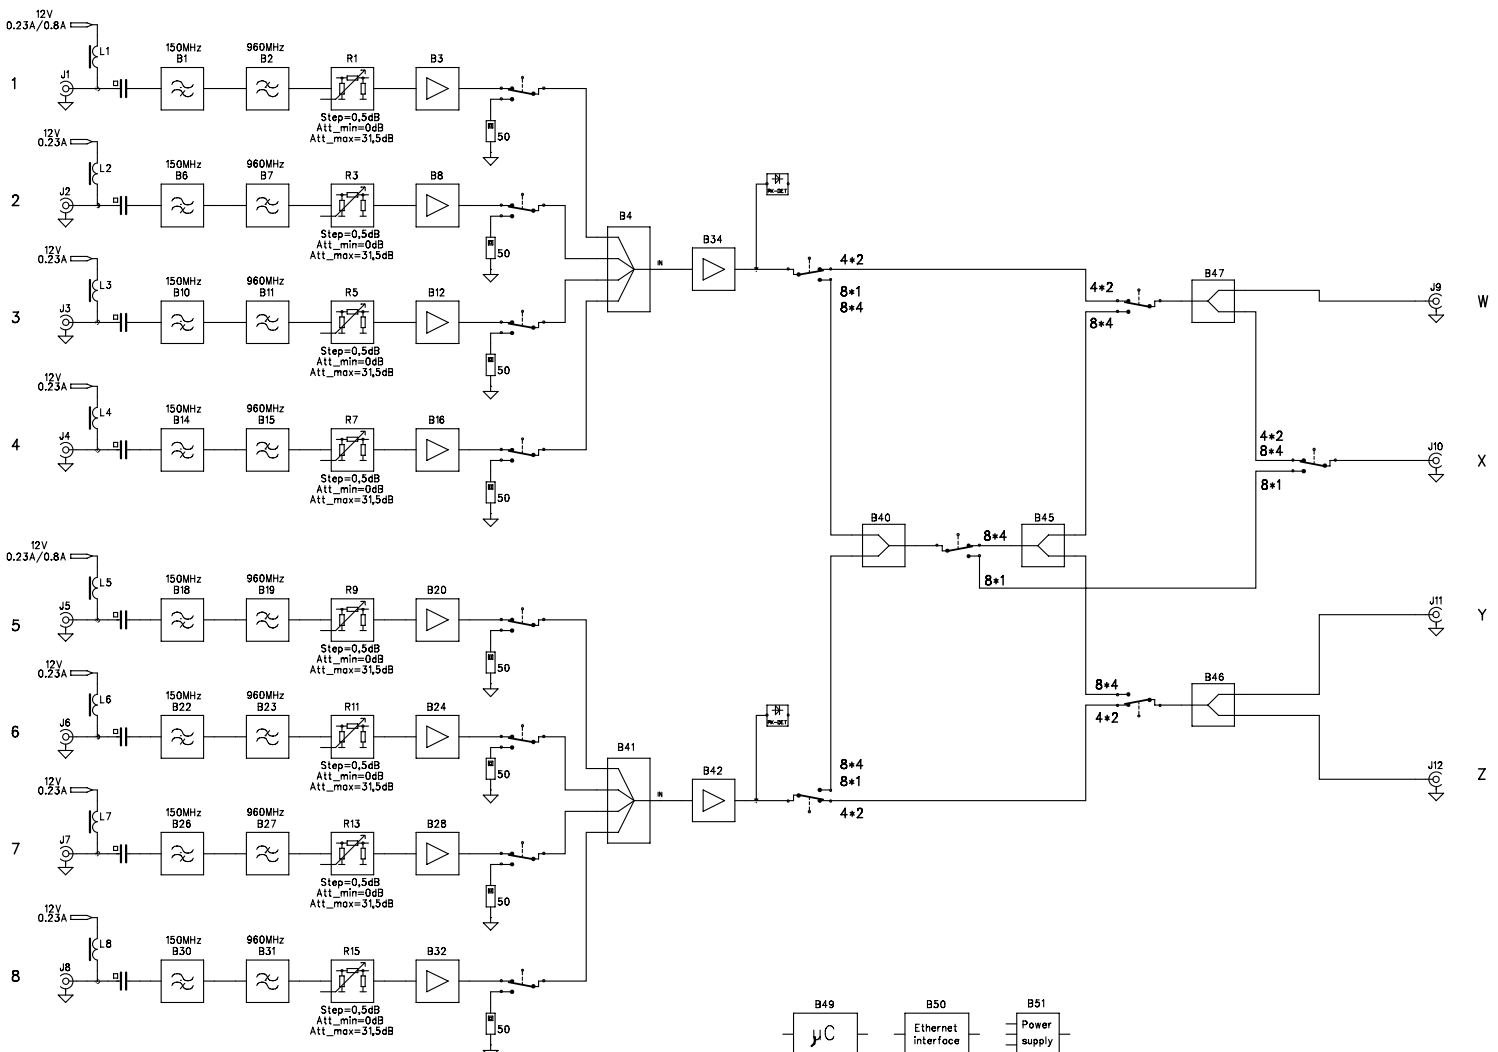 12V
0.23A/0.8A
L1
1
J1
150MHz
B1
960MHz
B2
R1
Step=0,5dB
Att_min=0dB
Att_max=31,5dB
B3
50
12V
0.23A
L2
2
J2
150MHz
B6
960MHz
B7
R3
Step=0,5dB
Att_min=0dB
Att_max=31,5dB
B8
50
12V
0.23A
L3
3
J3
150MHz
B10
960MHz
B11
R5
Step=0,5dB
Att_min=0dB
Att_max=31,5dB
B12
50
12V
0.23A
L4
4
J4
150MHz
B14
960MHz
B15
R7
Step=0,5dB
Att_min=0dB
Att_max=31,5dB
B16
50
B4
IN
B34
PK-DET
4*2
8*1
8*4
4*2
8*4
B47
J9
W
4*2
8*4
8*1
J10
X
B40
8*4
8*1
B45
12V
0.23A/0.8A
L5
5
J5
150MHz
B18
960MHz
B19
R9
Step=0,5dB
Att_min=0dB
Att_max=31,5dB
B20
50
12V
0.23A
L6
6
J6
150MHz
B22
960MHz
B23
R11
Step=0,5dB
Att_min=0dB
Att_max=31,5dB
B24
50
12V
0.23A
L7
7
J7
150MHz
B26
960MHz
B27
R13
Step=0,5dB
Att_min=0dB
Att_max=31,5dB
B28
50
12V
0.23A
L8
8
J8
150MHz
B30
960MHz
B31
R15
Step=0,5dB
Att_min=0dB
Att_max=31,5dB
B32
50
B41
IN
B42
PK-DET
8*4
8*1
4*2
8*4
4*2
B46
J11
Y
J12
Z
B49
µC
B50
Ethernet
interface
B51
Power
supply